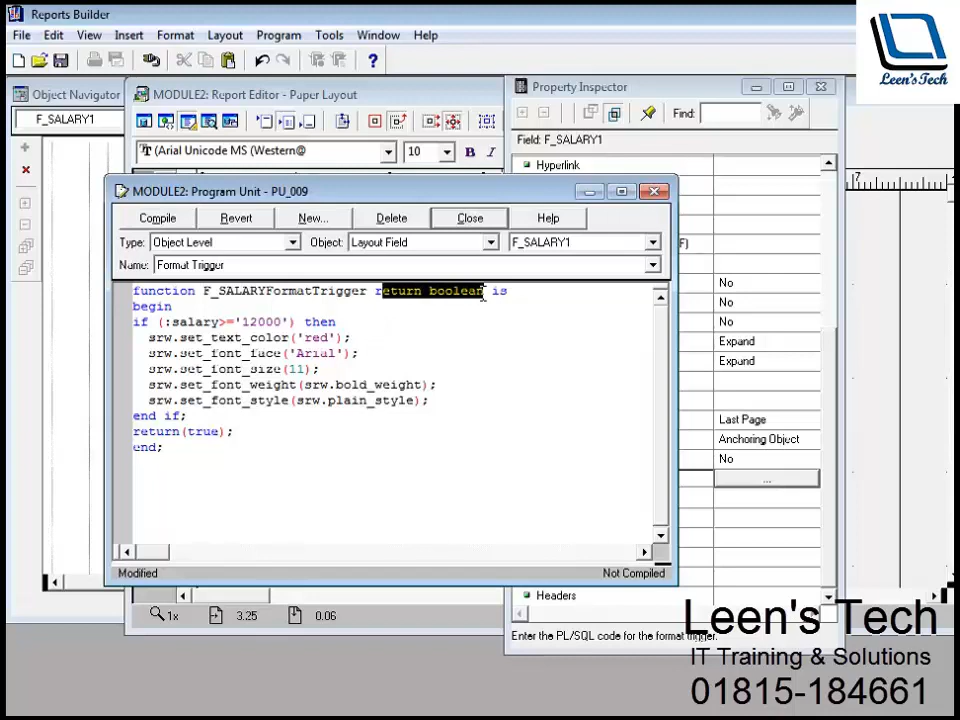 Reports Builder
File Edit View Insert Format Layout Program Tools Window Help
Leen'sTech
Object Navigator
MODULE2: Report Editor - Paper Layout
Property Inspector
F_SALARY1
Find:
(Arial Unicode MS (Western@
10
B I
Field: F_SALARY1
Hyperlink
7
MODULE2: Program Unit - PU_009
Compile Revert New... Delete Close Help
Type: Object Level Object: Layout Field F_SALARY1
F)
Name: Format Trigger
function F_SALARYFormatTrigger return boolean is
begin
if (:salary>='12000') then
srw.set_text_color('red');
srw.set_font_face('Arial');
srw.set_font_size(11);
srw.set_font_weight(srw.bold_weight);
srw.set_font_style(srw.plain_style);
end if;
return(true);
end;
No
No
No
Expand
Expand
Last Page
Anchoring Object
No
...
Modified Not Compiled
Headers
1x 3.25 0.06
Enter the PL/SQL code for the format trigger.
Leen's Tech
IT Training & Solutions
01815-184661